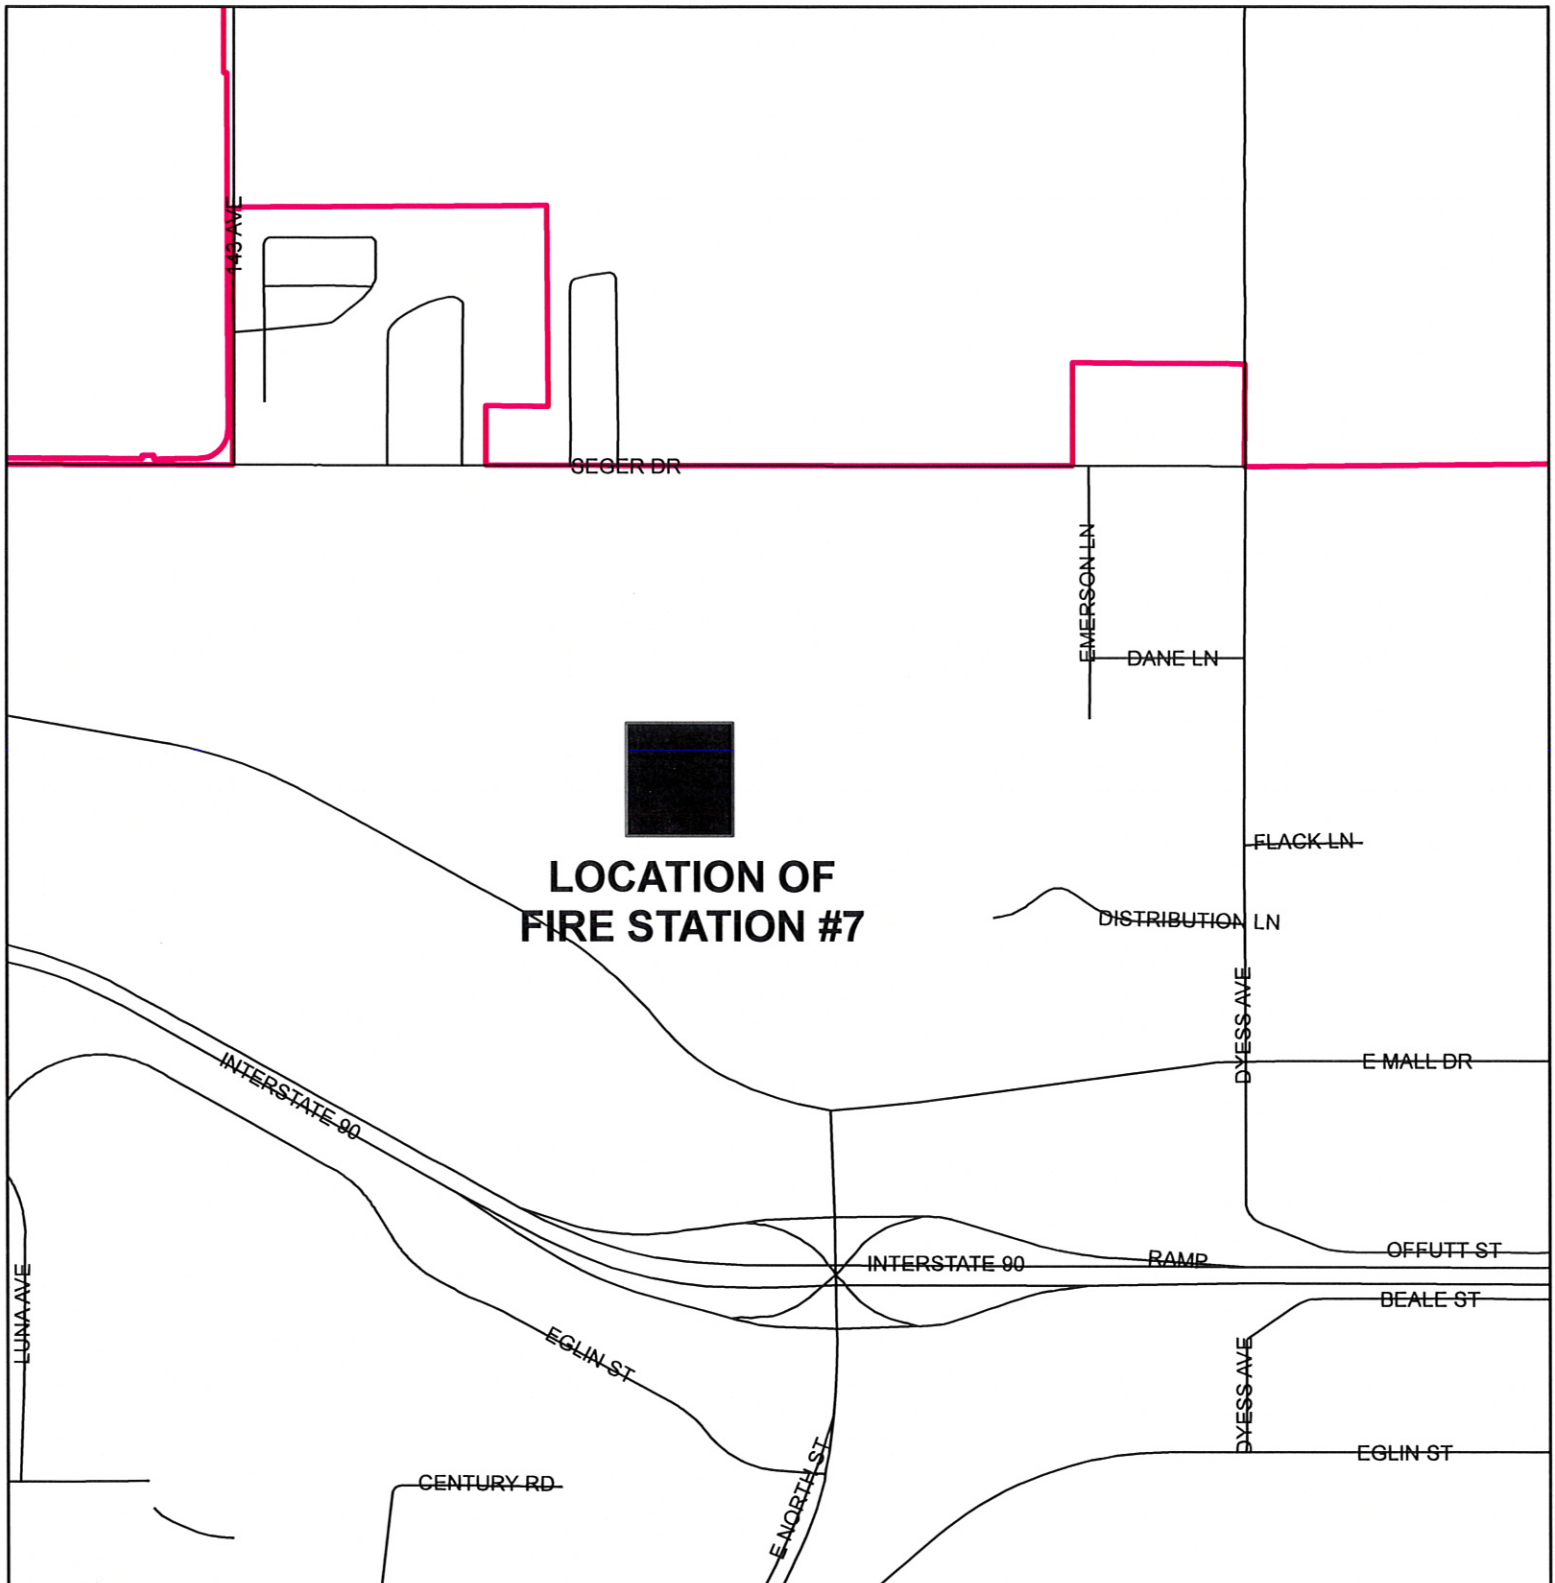 143 AVE
SEGER DR
EMERSON LN
DANE LN
LOCATION OF
FIRE STATION #7
FLACK LN
DISTRIBUTION LN
DYESS AVE
E MALL DR
INTERSTATE 90
INTERSTATE 90
RAMP
OFFUTT ST
BEALE ST
LUNA AVE
EGLIN ST
DYESS AVE
E NORTH ST
EGLIN ST
CENTURY RD